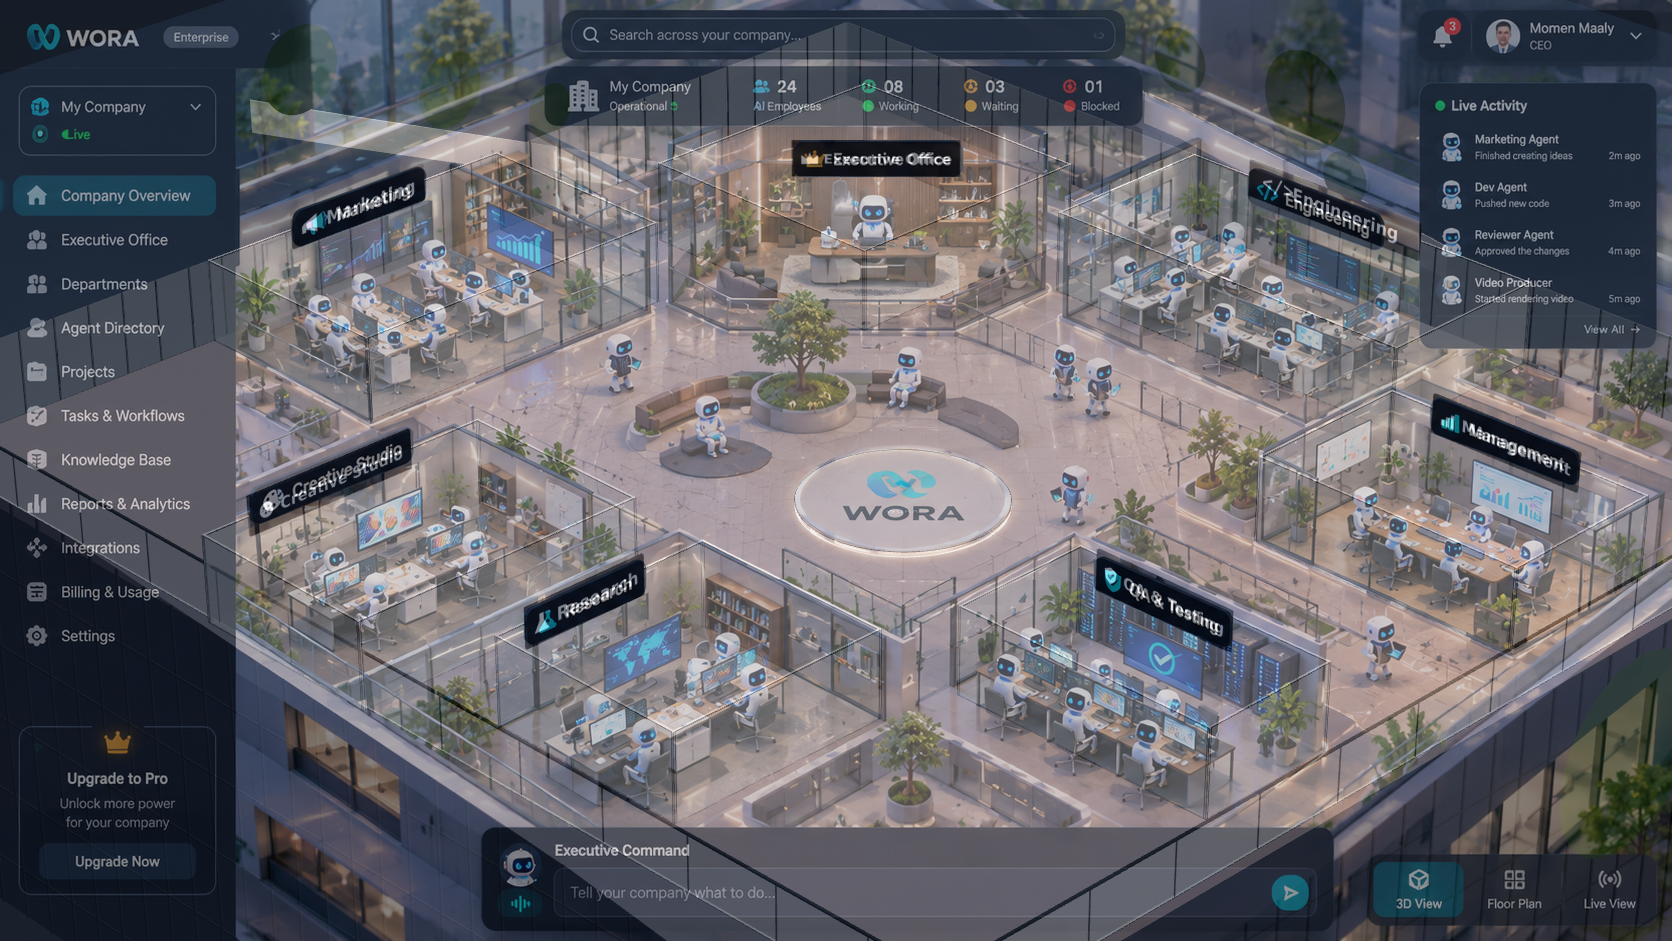 WORA
Enterprise
Search across your company...
3
Momen Maaly
CEO
My Company
Live
My Company
Operational
24
AI Employees
08
Working
03
Waiting
01
Blocked
Live Activity
Marketing Agent
Finished creating ideas
2m ago
Dev Agent
Pushed new code
3m ago
Reviewer Agent
Approved the changes
4m ago
Video Producer
Started rendering video
5m ago
View All →
Company Overview
Executive Office
Departments
Agent Directory
Projects
Tasks & Workflows
Knowledge Base
Reports & Analytics
Integrations
Billing & Usage
Settings
Executive Office
Marketing
Engineering
Creative Studio
Management
Research
QA & Testing
WORA
Upgrade to Pro
Unlock more power
for your company
Upgrade Now
Executive Command
Tell your company what to do...
3D View
Floor Plan
Live View